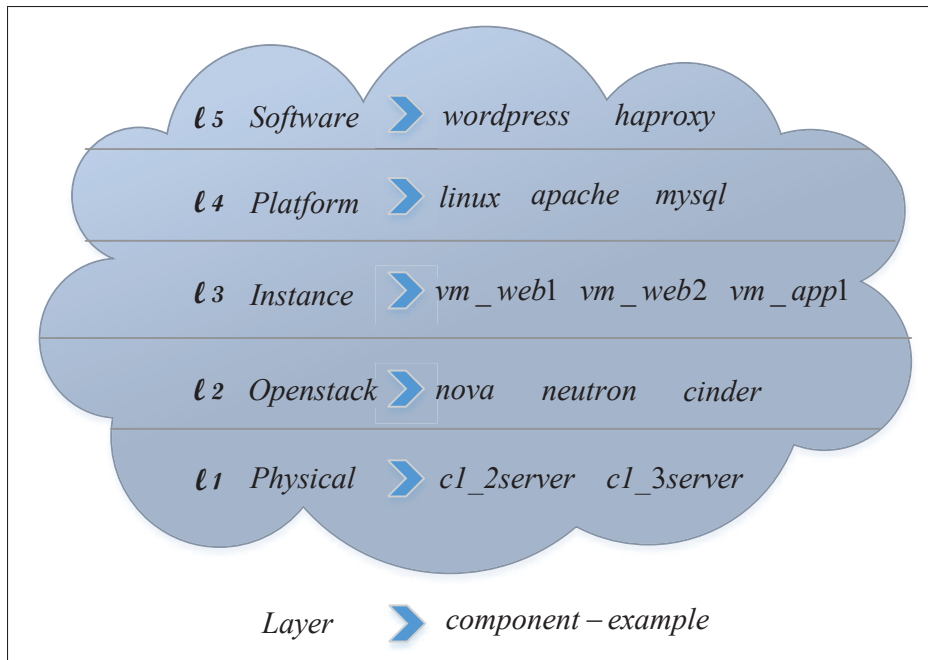 ℓ5 Software wordpress haproxy
ℓ4 Platform linux apache mysql
ℓ3 Instance vm_web1 vm_web2 vm_app1
ℓ2 Openstack nova neutron cinder
ℓ1 Physical c1_2server c1_3server
Layer component – example